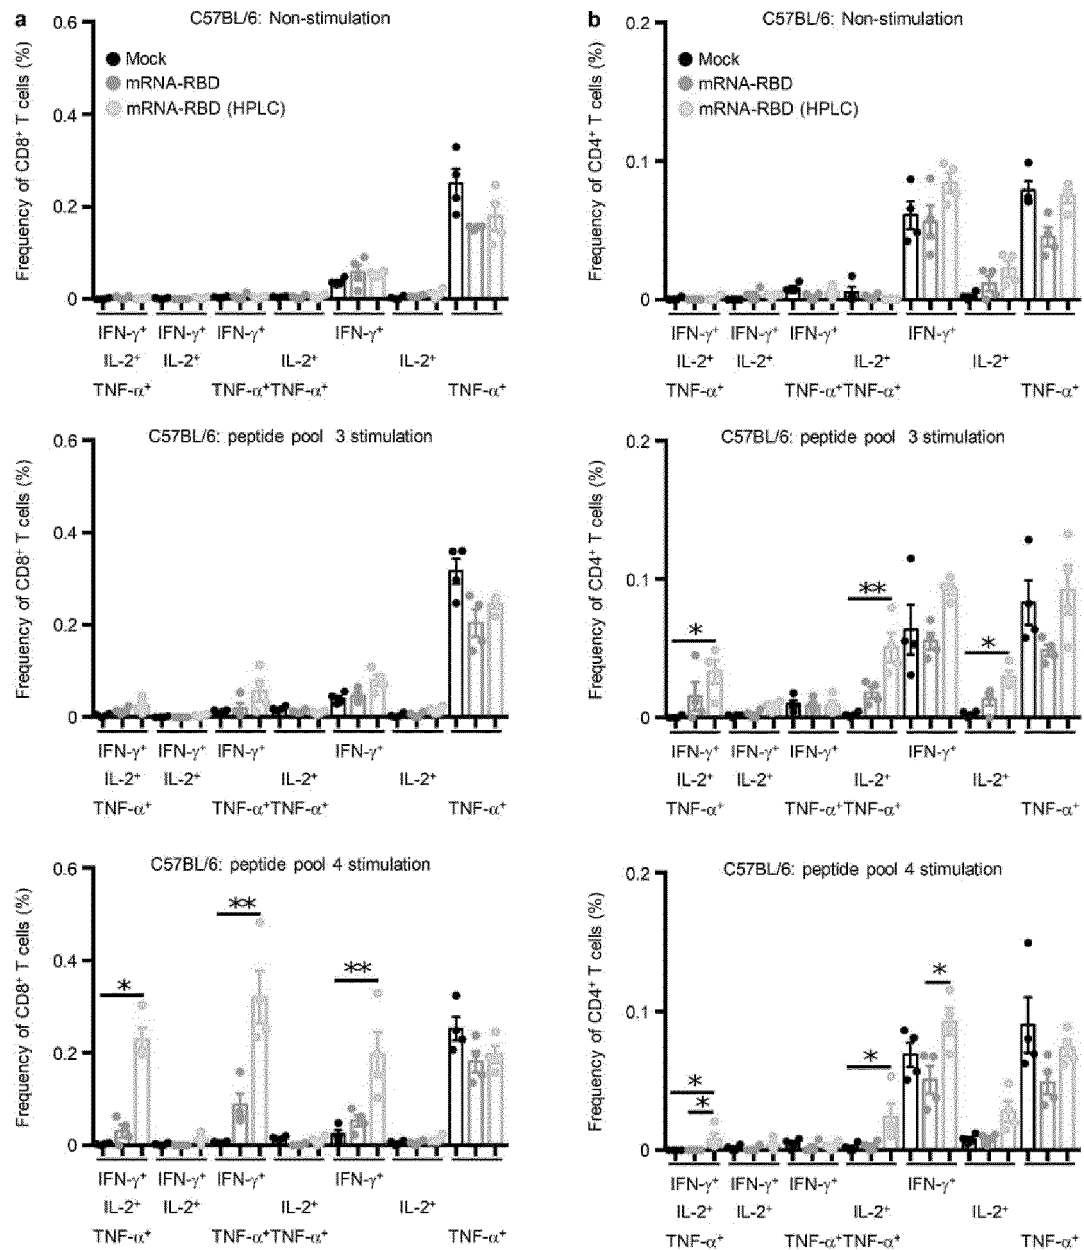 a
C57BL/6: Non-stimulation
Frequency of CD8⁺ T cells (%)
0.6
0.4
0.2
0
Mock
mRNA-RBD
mRNA-RBD (HPLC)
IFN-γ⁺ IFN-γ⁺ IFN-γ⁺ IFN-γ⁺
IL-2⁺ IL-2⁺ IL-2⁺ IL-2⁺
TNF-α⁺ TNF-α⁺TNF-α⁺ TNF-α⁺
b
C57BL/6: Non-stimulation
Frequency of CD4⁺ T cells (%)
0.2
0.1
0
Mock
mRNA-RBD
mRNA-RBD (HPLC)
IFN-γ⁺ IFN-γ⁺ IFN-γ⁺ IFN-γ⁺
IL-2⁺ IL-2⁺ IL-2⁺ IL-2⁺
TNF-α⁺ TNF-α⁺TNF-α⁺ TNF-α⁺
C57BL/6: peptide pool 3 stimulation
Frequency of CD8⁺ T cells (%)
0.6
0.4
0.2
0
IFN-γ⁺ IFN-γ⁺ IFN-γ⁺ IFN-γ⁺
IL-2⁺ IL-2⁺ IL-2⁺ IL-2⁺
TNF-α⁺ TNF-α⁺TNF-α⁺ TNF-α⁺
C57BL/6: peptide pool 3 stimulation
Frequency of CD4⁺ T cells (%)
0.2
0.1
0
* ** *
IFN-γ⁺ IFN-γ⁺ IFN-γ⁺ IFN-γ⁺
IL-2⁺ IL-2⁺ IL-2⁺ IL-2⁺
TNF-α⁺ TNF-α⁺TNF-α⁺ TNF-α⁺
C57BL/6: peptide pool 4 stimulation
Frequency of CD8⁺ T cells (%)
0.6
0.4
0.2
0
* ** **
IFN-γ⁺ IFN-γ⁺ IFN-γ⁺ IFN-γ⁺
IL-2⁺ IL-2⁺ IL-2⁺ IL-2⁺
TNF-α⁺ TNF-α⁺TNF-α⁺ TNF-α⁺
C57BL/6: peptide pool 4 stimulation
Frequency of CD4⁺ T cells (%)
0.2
0.1
0
* * * *
IFN-γ⁺ IFN-γ⁺ IFN-γ⁺ IFN-γ⁺
IL-2⁺ IL-2⁺ IL-2⁺ IL-2⁺
TNF-α⁺ TNF-α⁺TNF-α⁺ TNF-α⁺